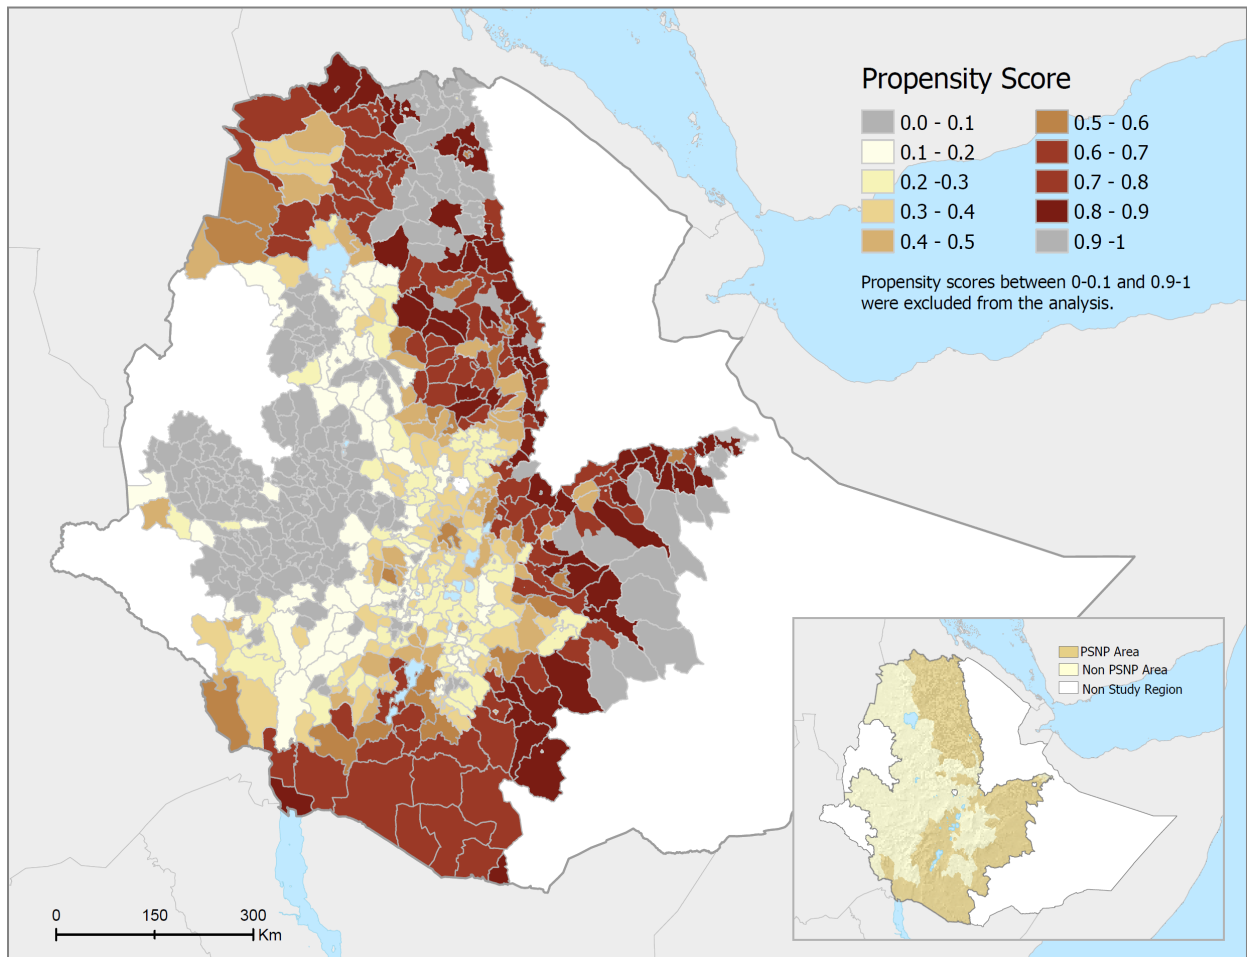 Propensity Score
0.0 - 0.1
0.1 - 0.2
0.2 -0.3
0.3 - 0.4
0.4 - 0.5
0.5 - 0.6
0.6 - 0.7
0.7 - 0.8
0.8 - 0.9
0.9 -1
Propensity scores between 0-0.1 and 0.9-1
were excluded from the analysis.
PSNP Area
Non PSNP Area
Non Study Region
0 150 300
Km